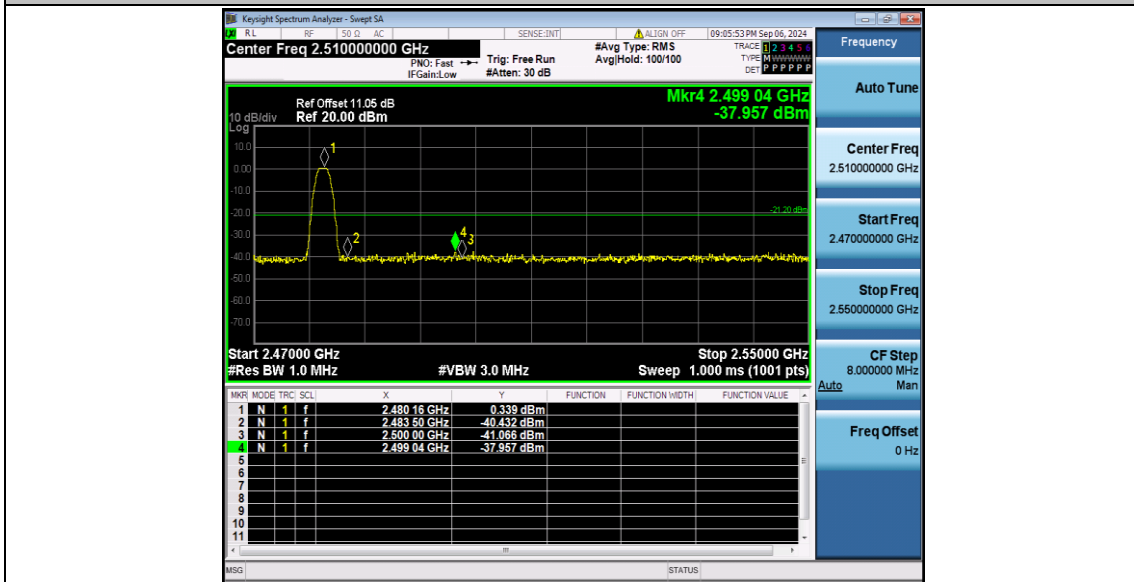 Keysight Spectrum Analyzer - Swept SA
RL RF 50 Ω AC SENSE:INT ALIGN OFF 09:05:53 PM Sep 06, 2024
Center Freq 2.510000000 GHz
PNO: Fast
IFGain:Low
Trig: Free Run
#Atten: 30 dB
#Avg Type: RMS
Avg|Hold: 100/100
TRACE 1 2 3 4 5 6
TYPE M W W W W W
DET P P P P P P
Frequency
Auto Tune
Center Freq
2.510000000 GHz
Start Freq
2.470000000 GHz
Stop Freq
2.550000000 GHz
CF Step
8.000000 MHz
Auto Man
Freq Offset
0 Hz
Mkr4 2.499 04 GHz
-37.957 dBm
Ref Offset 11.05 dB
10 dB/div Ref 20.00 dBm
Log
10.0
0.00
-10.0
-20.0
-30.0
-40.0
-50.0
-60.0
-70.0
1
2
4
3
-21.20 dBm
Start 2.47000 GHz Stop 2.55000 GHz
#Res BW 1.0 MHz #VBW 3.0 MHz Sweep 1.000 ms (1001 pts)
MKR MODE TRC SCL X Y FUNCTION FUNCTION WIDTH FUNCTION VALUE
1 N 1 f 2.480 16 GHz 0.339 dBm
2 N 1 f 2.483 50 GHz -40.432 dBm
3 N 1 f 2.500 00 GHz -41.066 dBm
4 N 1 f 2.499 04 GHz -37.957 dBm
5
6
7
8
9
10
11
MSG STATUS